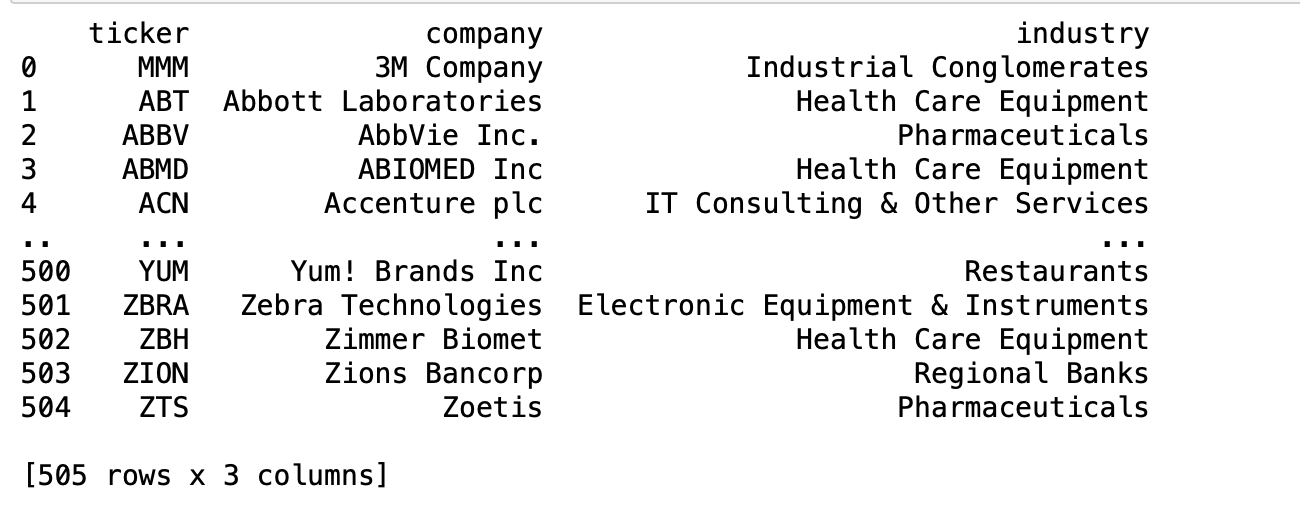 ticker company industry
0 MMM 3M Company Industrial Conglomerates
1 ABT Abbott Laboratories Health Care Equipment
2 ABBV AbbVie Inc. Pharmaceuticals
3 ABMD ABIOMED Inc Health Care Equipment
4 ACN Accenture plc IT Consulting & Other Services
.. ... ... ...
500 YUM Yum! Brands Inc Restaurants
501 ZBRA Zebra Technologies Electronic Equipment & Instruments
502 ZBH Zimmer Biomet Health Care Equipment
503 ZION Zions Bancorp Regional Banks
504 ZTS Zoetis Pharmaceuticals
[505 rows x 3 columns]